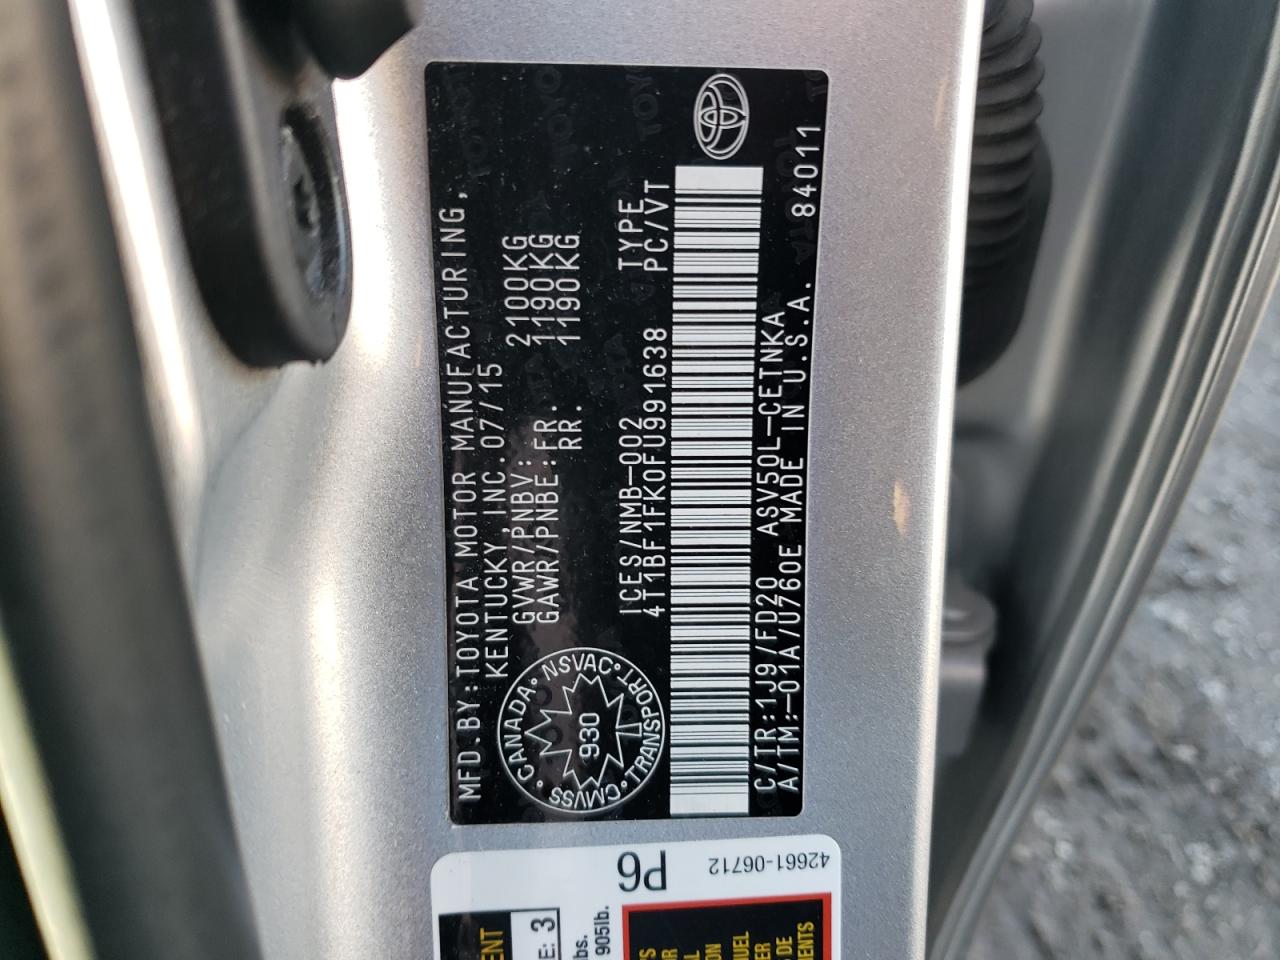 MFD.BY:TOYOTA MOTOR MANUFACTURING,
KENTUCKY,INC.07/15
GVWR/PNBV: 2100KG
GAWR/PNBE:FR. 1190KG
RR. 1190KG
CANADA • NSVAC • TRANSPORT • CMVSS
930
ICES/NMB-002 TYPE
4T1BF1FK0FU991638 PC/VT
C/TR:1J9/FD20 ASV50L-CETNKA
A/TM:-01A/U760E MADE IN U.S.A. 84011
P6
42661-06712
E: 3
lbs.
905lb.